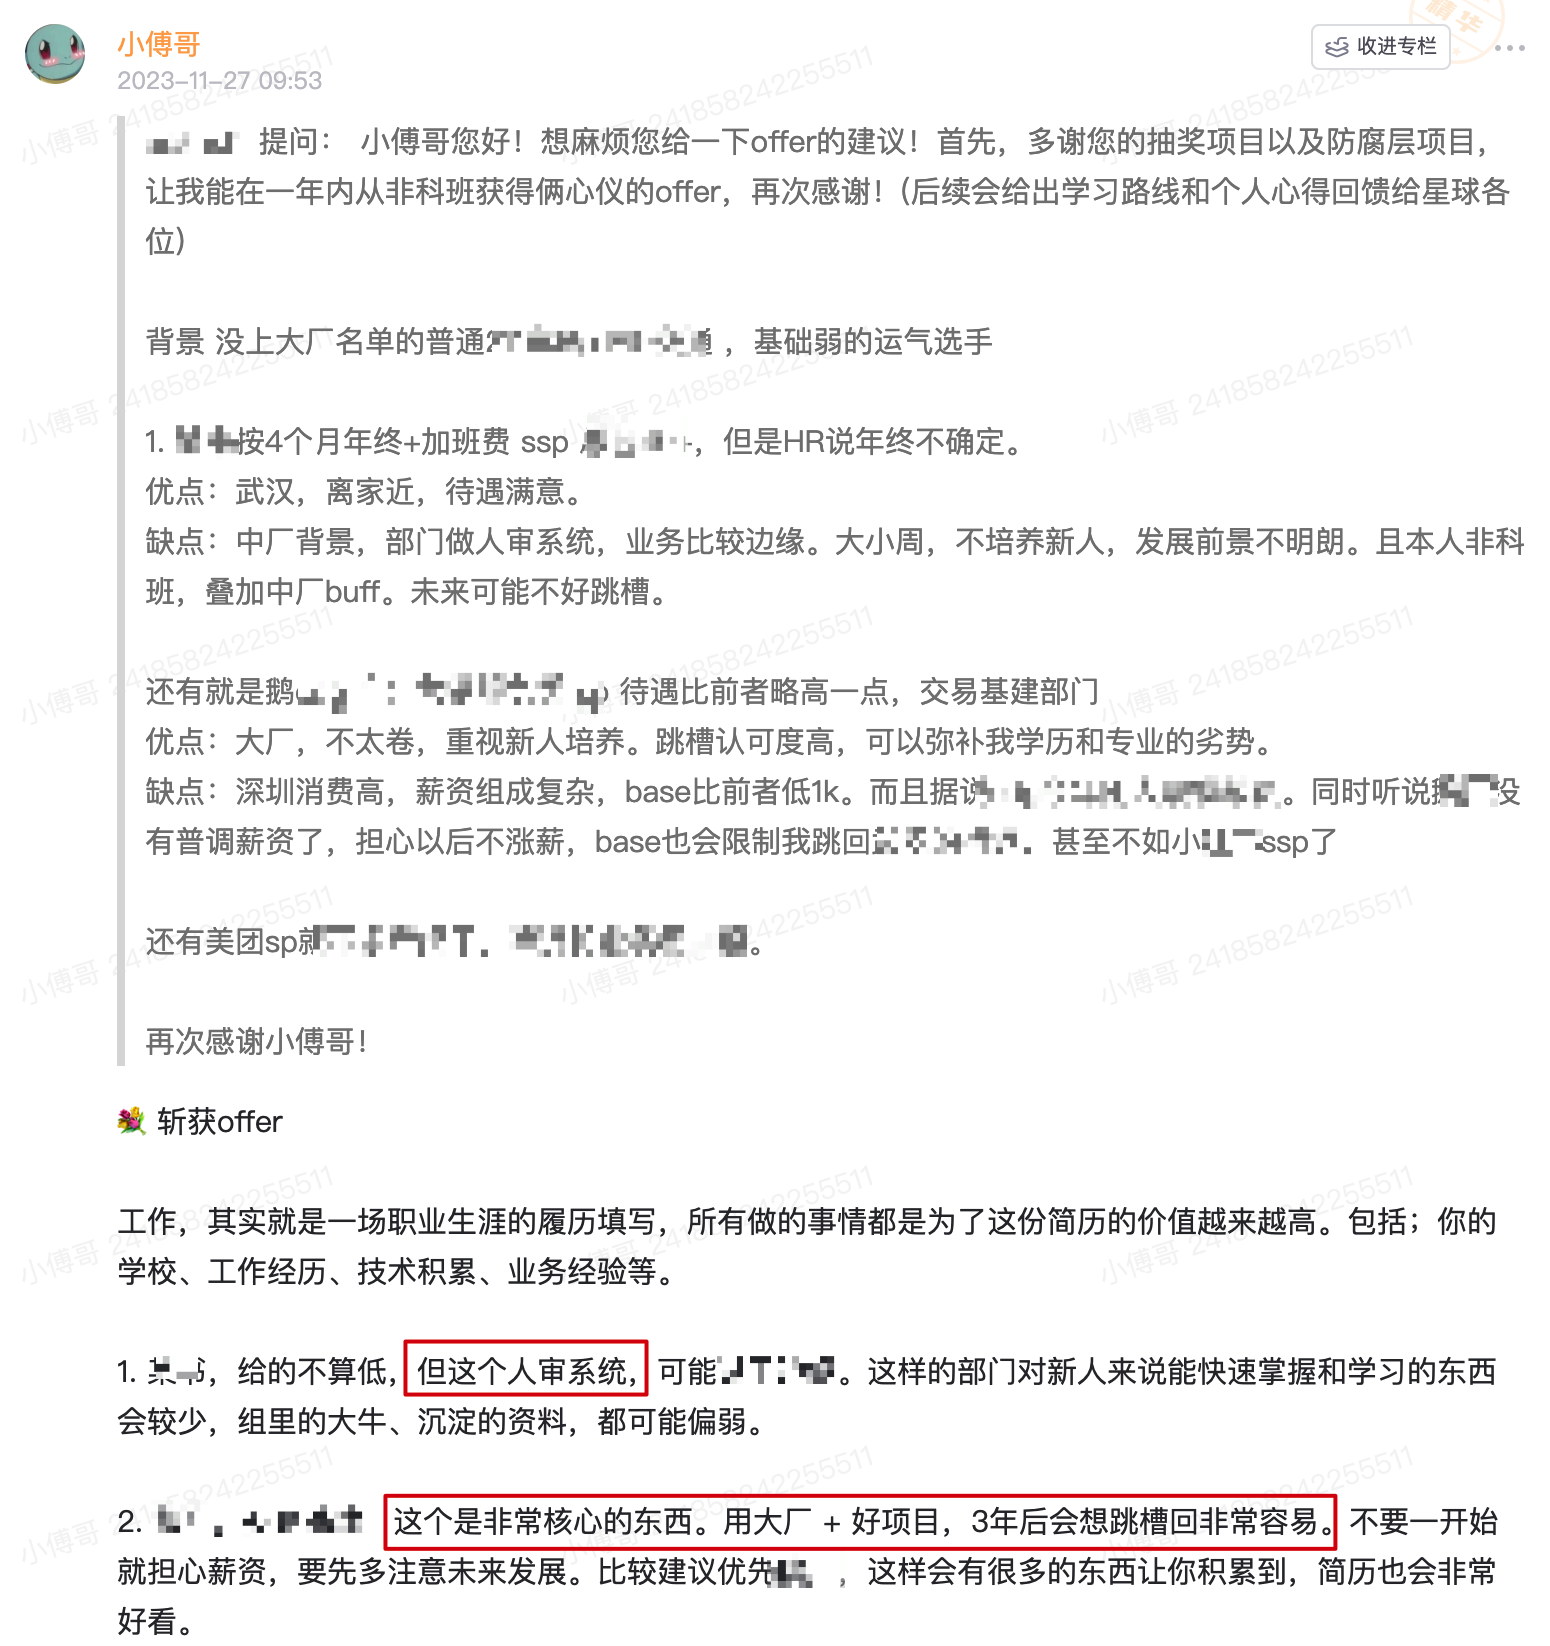 小傅哥
2023-11-27 09:53
收进专栏
精华
提问： 小傅哥您好！想麻烦您给一下offer的建议！首先，多谢您的抽奖项目以及防腐层项目，
让我能在一年内从非科班获得俩心仪的offer，再次感谢！(后续会给出学习路线和个人心得回馈给星球各
位)
背景 没上大厂名单的普通 ，基础弱的运气选手
1. 按4个月年终+加班费 ssp ，但是HR说年终不确定。
优点：武汉，离家近，待遇满意。
缺点：中厂背景，部门做人审系统，业务比较边缘。大小周，不培养新人，发展前景不明朗。且本人非科
班，叠加中厂buff。未来可能不好跳槽。
还有就是鹅 待遇比前者略高一点，交易基建部门
优点：大厂，不太卷，重视新人培养。跳槽认可度高，可以弥补我学历和专业的劣势。
缺点：深圳消费高，薪资组成复杂，base比前者低1k。而且据说 。同时听说 没
有普调薪资了，担心以后不涨薪，base也会限制我跳回 。甚至不如小 ssp了
还有美团sp就 。
再次感谢小傅哥！
斩获offer
工作，其实就是一场职业生涯的履历填写，所有做的事情都是为了这份简历的价值越来越高。包括；你的
学校、工作经历、技术积累、业务经验等。
1. ，给的不算低，但这个人审系统，可能 。这样的部门对新人来说能快速掌握和学习的东西
会较少，组里的大牛、沉淀的资料，都可能偏弱。
2. 这个是非常核心的东西。用大厂 + 好项目，3年后会想跳槽回非常容易。不要一开始
就担心薪资，要先多注意未来发展。比较建议优先 ，这样会有很多的东西让你积累到，简历也会非常
好看。
小傅哥 241858242255511